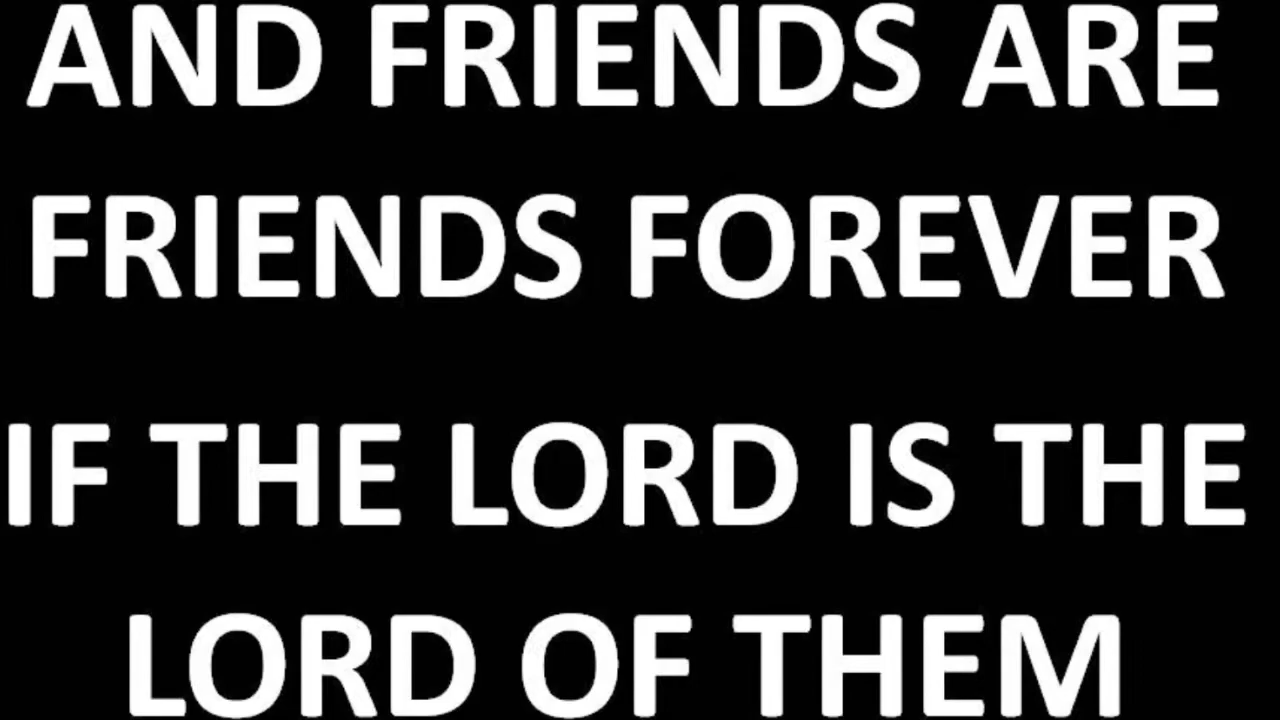 AND FRIENDS ARE
FRIENDS FOREVER
IF THE LORD IS THE
LORD OF THEM